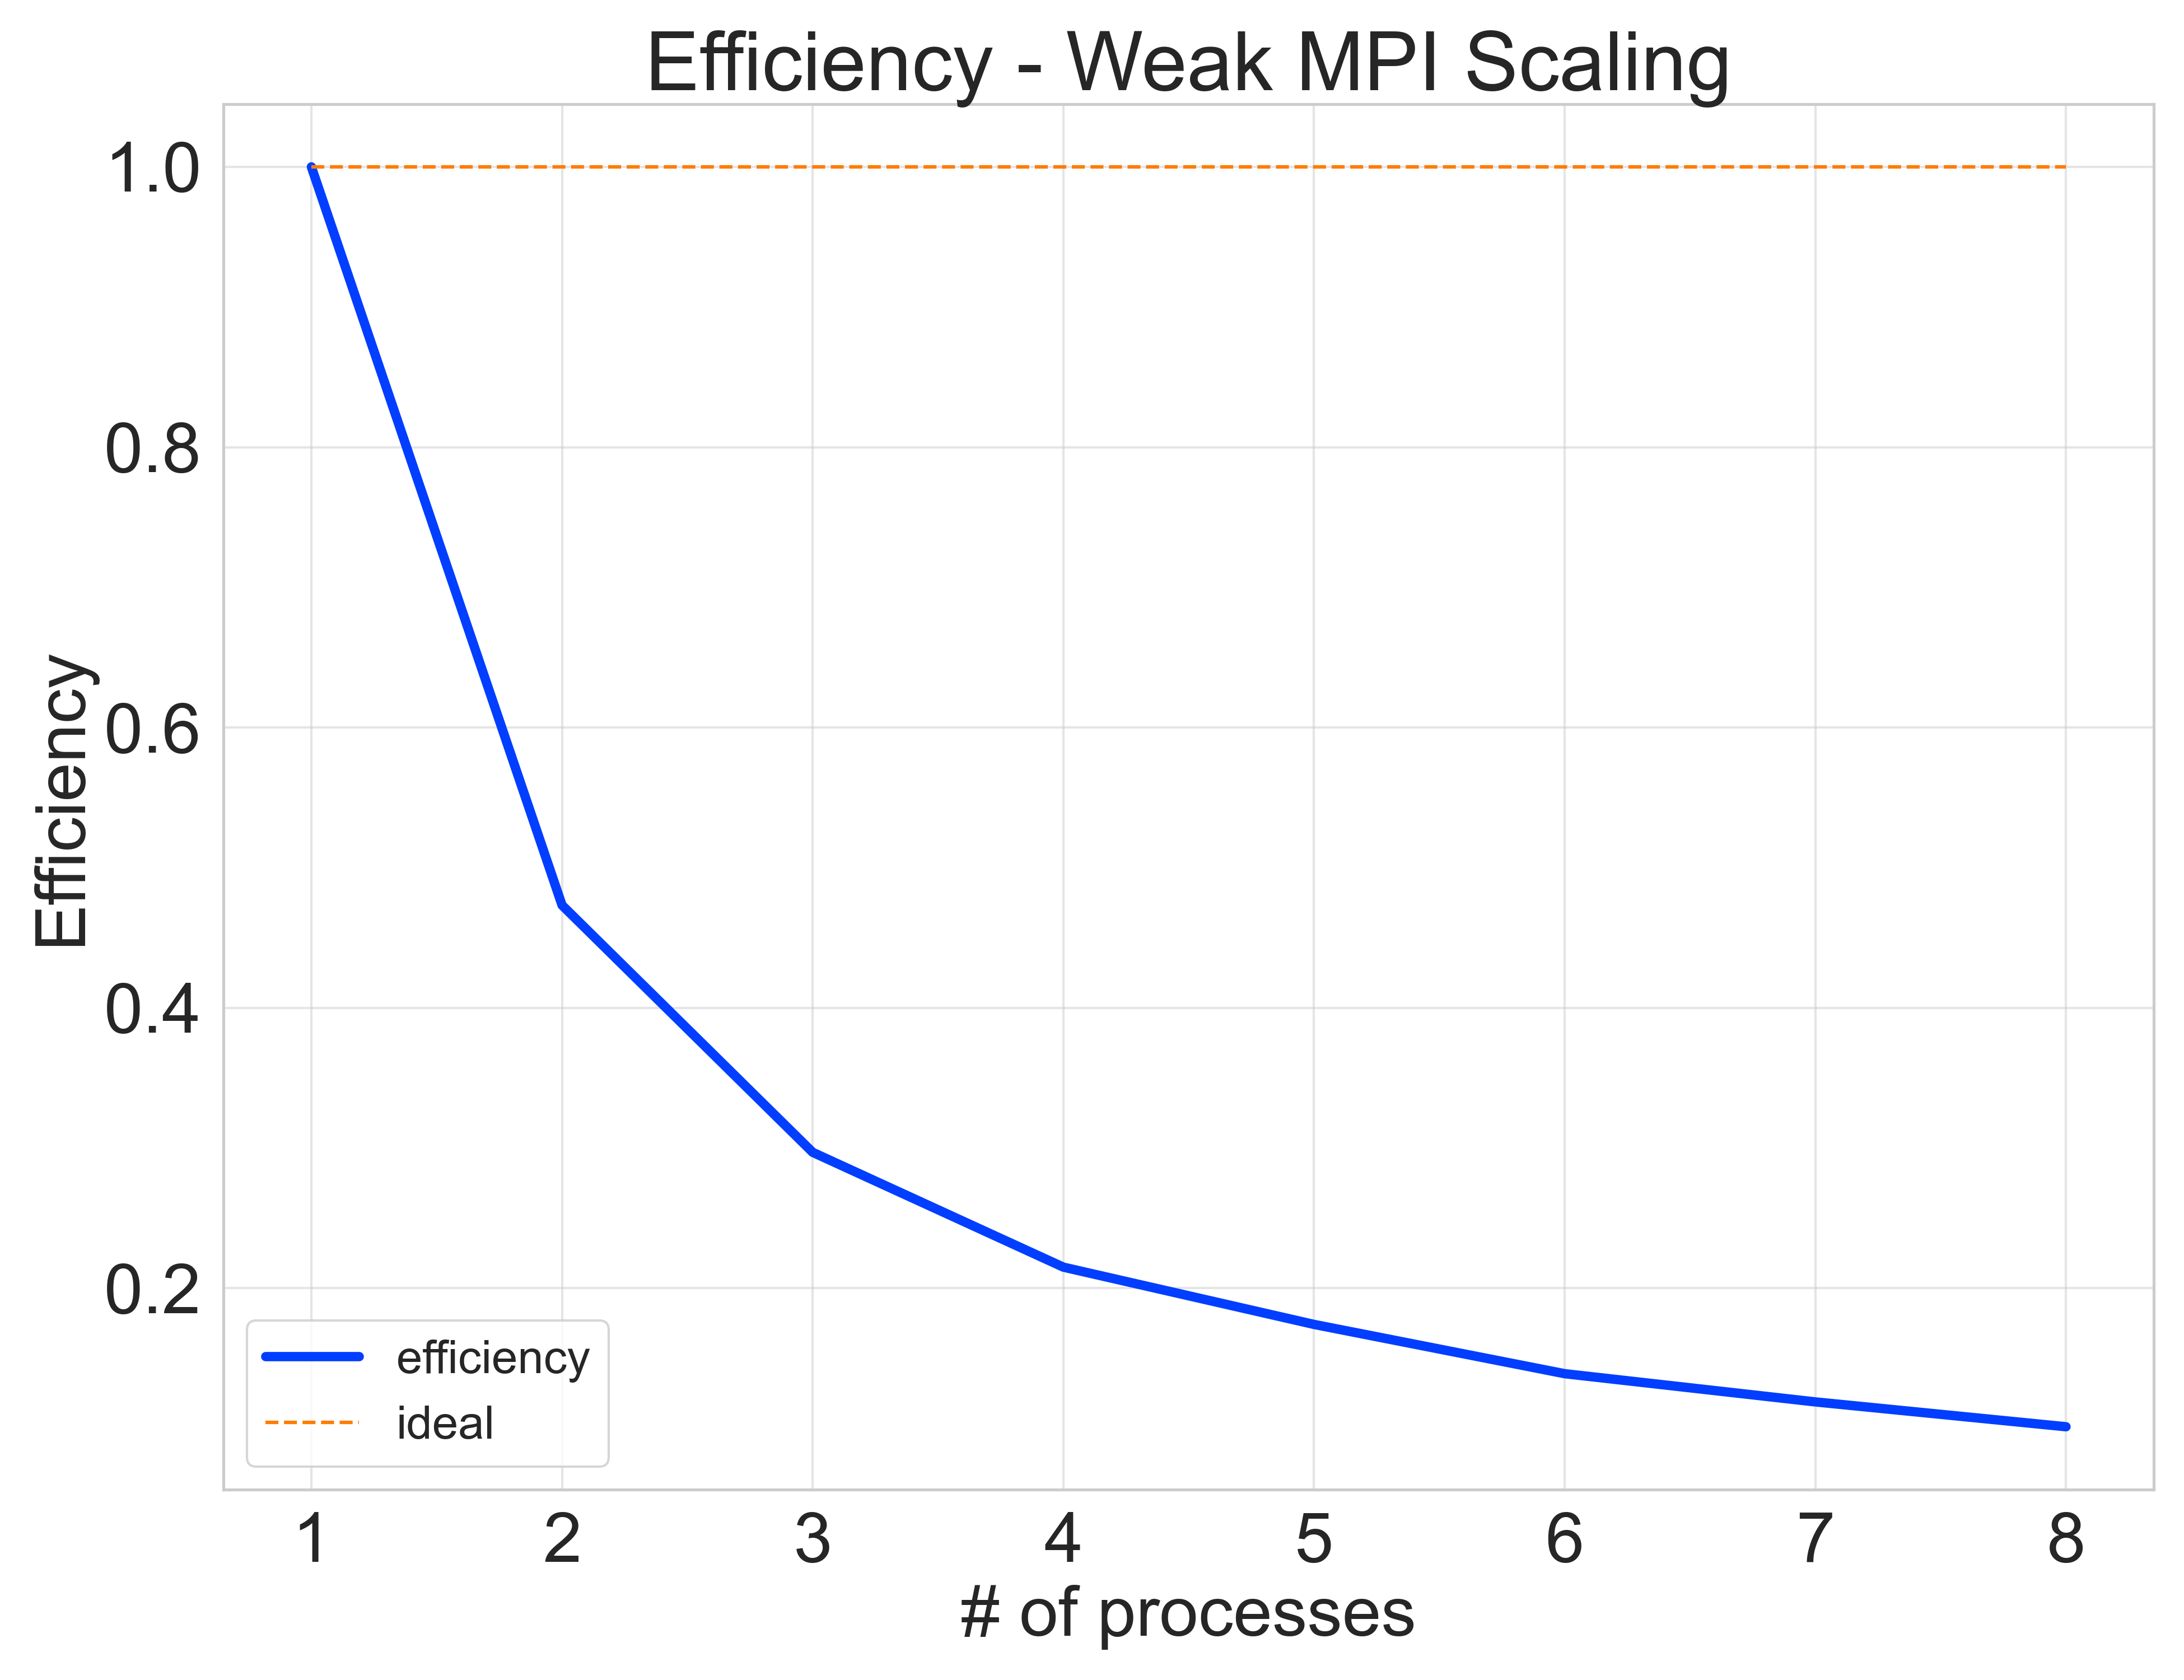 Efficiency - Weak MPI Scaling
Efficiency
1.0
0.8
0.6
0.4
0.2
efficiency
ideal
1 2 3 4 5 6 7 8
# of processes